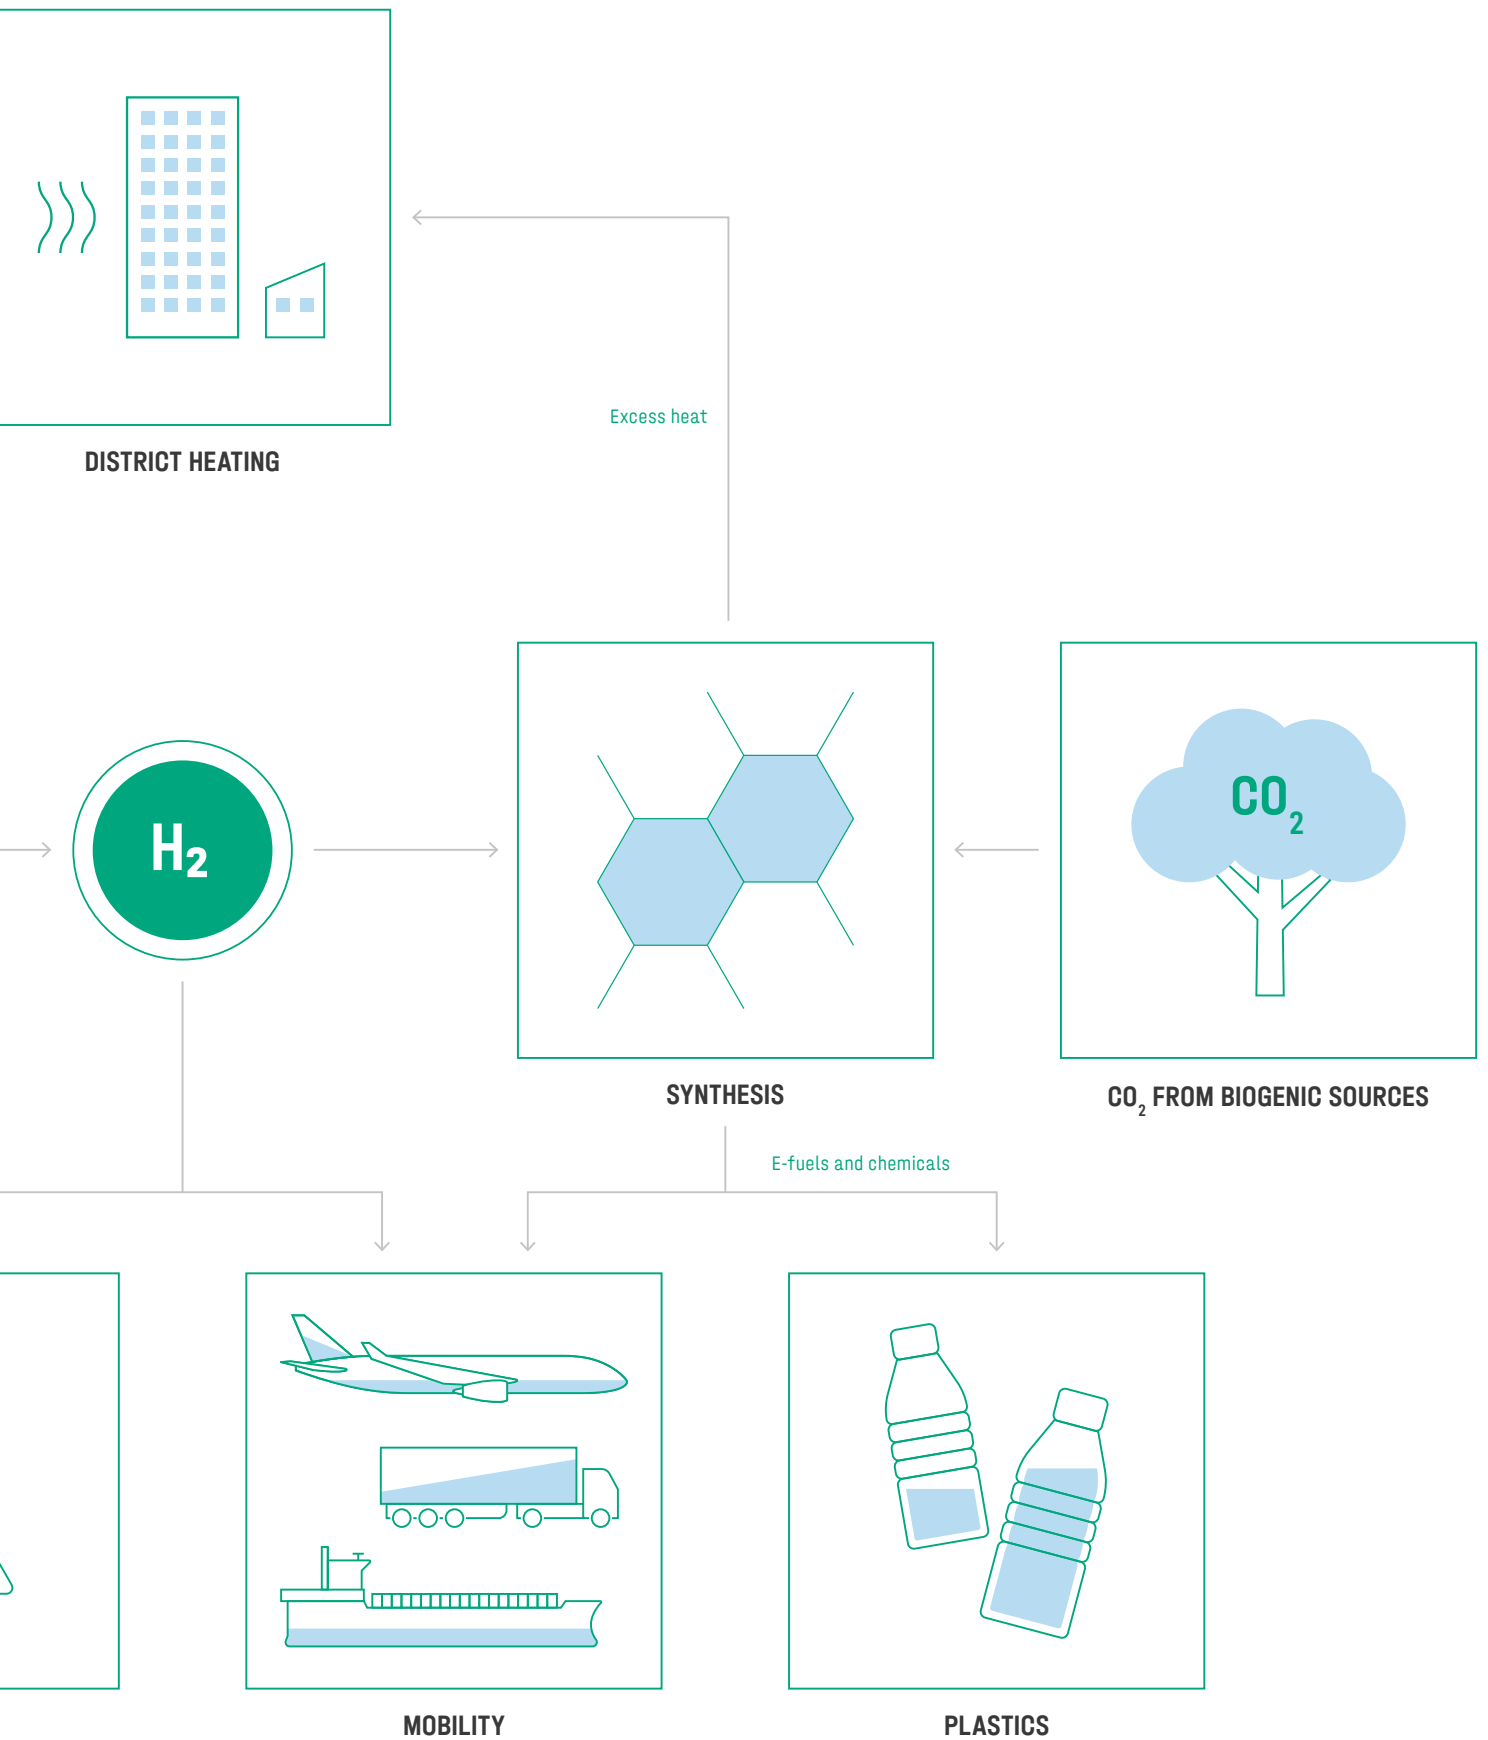 DISTRICT HEATING
Excess heat
H₂
CO₂
SYNTHESIS
CO₂ FROM BIOGENIC SOURCES
E-fuels and chemicals
MOBILITY
PLASTICS